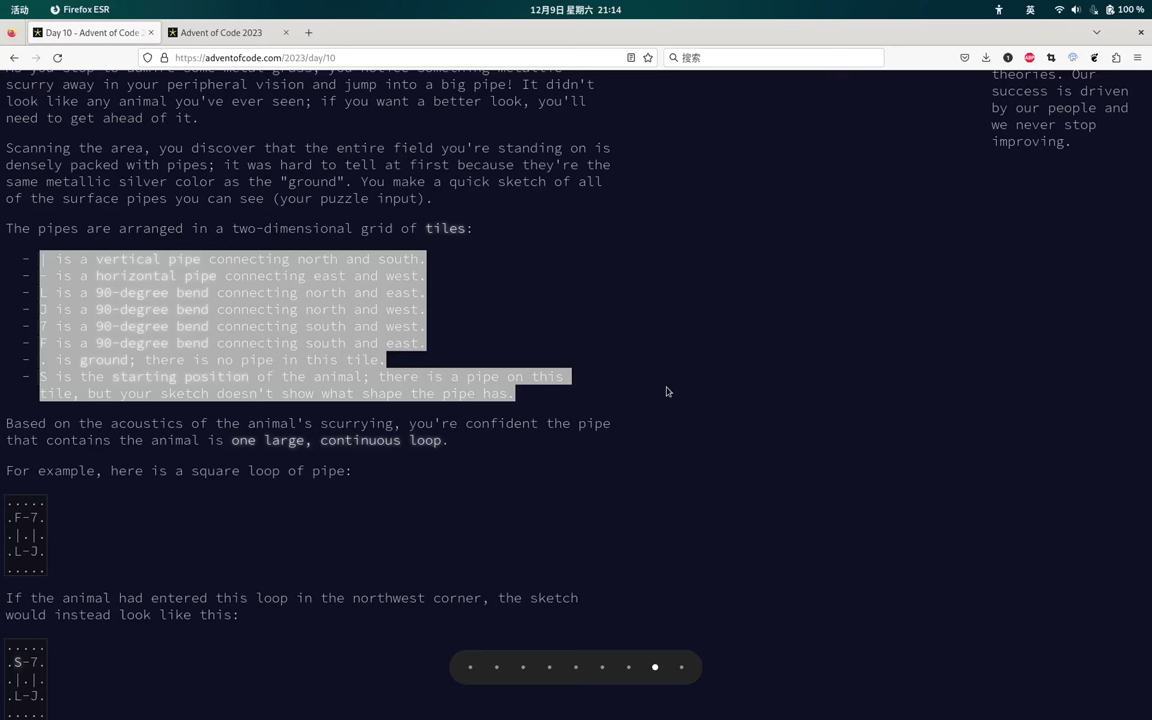 活动
Firefox ESR
12月9日 星期六 21:14
英
100 %
Day 10 - Advent of Code 2
Advent of Code 2023
https://adventofcode.com/2023/day/10
搜索
As you stop to admire some metal grass, you notice something metallic
scurry away in your peripheral vision and jump into a big pipe! It didn't
look like any animal you've ever seen; if you want a better look, you'll
need to get ahead of it.
Scanning the area, you discover that the entire field you're standing on is
densely packed with pipes; it was hard to tell at first because they're the
same metallic silver color as the "ground". You make a quick sketch of all
of the surface pipes you can see (your puzzle input).
The pipes are arranged in a two-dimensional grid of tiles:
- | is a vertical pipe connecting north and south.
- - is a horizontal pipe connecting east and west.
- L is a 90-degree bend connecting north and east.
- J is a 90-degree bend connecting north and west.
- 7 is a 90-degree bend connecting south and west.
- F is a 90-degree bend connecting south and east.
- . is ground; there is no pipe in this tile.
- S is the starting position of the animal; there is a pipe on this
tile, but your sketch doesn't show what shape the pipe has.
Based on the acoustics of the animal's scurrying, you're confident the pipe
that contains the animal is one large, continuous loop.
For example, here is a square loop of pipe:
.....
.F-7.
.|.|.
.L-J.
.....
If the animal had entered this loop in the northwest corner, the sketch
would instead look like this:
.....
.S-7.
.|.|.
.L-J.
theories. Our
success is driven
by our people and
we never stop
improving.